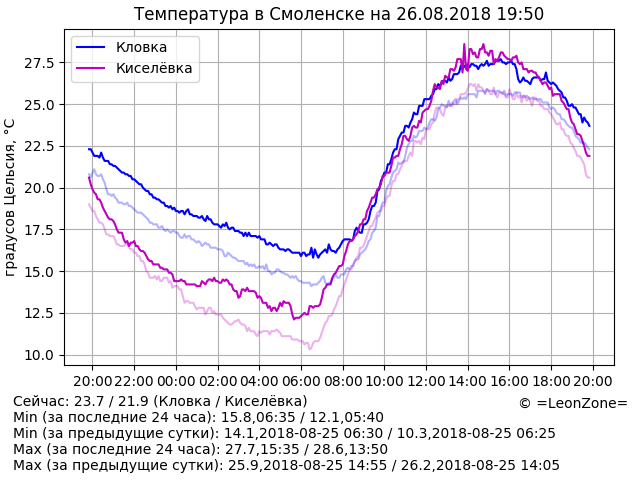 Температура в Смоленске на 26.08.2018 19:50
Кловка
Киселёвка
градусов Цельсия, °C
27.5
25.0
22.5
20.0
17.5
15.0
12.5
10.0
20:00 22:00 00:00 02:00 04:00 06:00 08:00 10:00 12:00 14:00 16:00 18:00 20:00
Сейчас: 23.7 / 21.9 (Кловка / Киселёвка)
© =LeonZone=
Min (за последние 24 часа): 15.8,06:35 / 12.1,05:40
Min (за предыдущие сутки): 14.1,2018-08-25 06:30 / 10.3,2018-08-25 06:25
Max (за последние 24 часа): 27.7,15:35 / 28.6,13:50
Max (за предыдущие сутки): 25.9,2018-08-25 14:55 / 26.2,2018-08-25 14:05